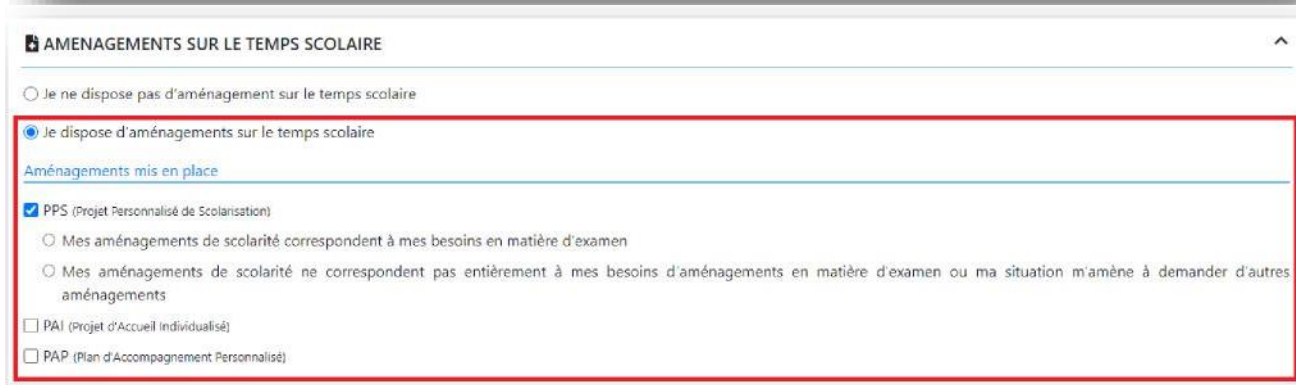 AMENAGEMENTS SUR LE TEMPS SCOLAIRE
Je ne dispose pas d'aménagement sur le temps scolaire
Je dispose d'aménagements sur le temps scolaire
Aménagements mis en place
PPS (Projet Personnalisé de Scolarisation)
Mes aménagements de scolarité correspondent à mes besoins en matière d'examen
Mes aménagements de scolarité ne correspondent pas entièrement à mes besoins d'aménagements en matière d'examen ou ma situation m'amène à demander d'autres
aménagements
PAI (Projet d'Accueil Individualisé)
PAP (Plan d'Accompagnement Personnalisé)